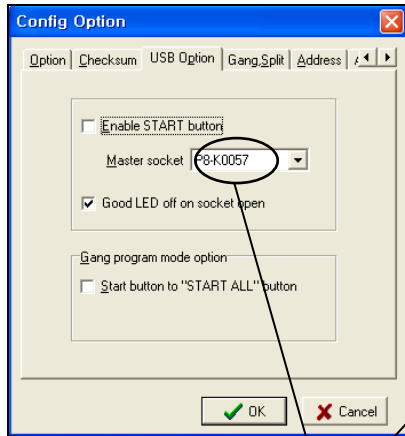 Config Option
Option Checksum USB Option Gang,Split Address
Enable START button
Master socket P8-K0057
Good LED off on socket open
Gang program mode option
Start button to "START ALL" button
OK Cancel